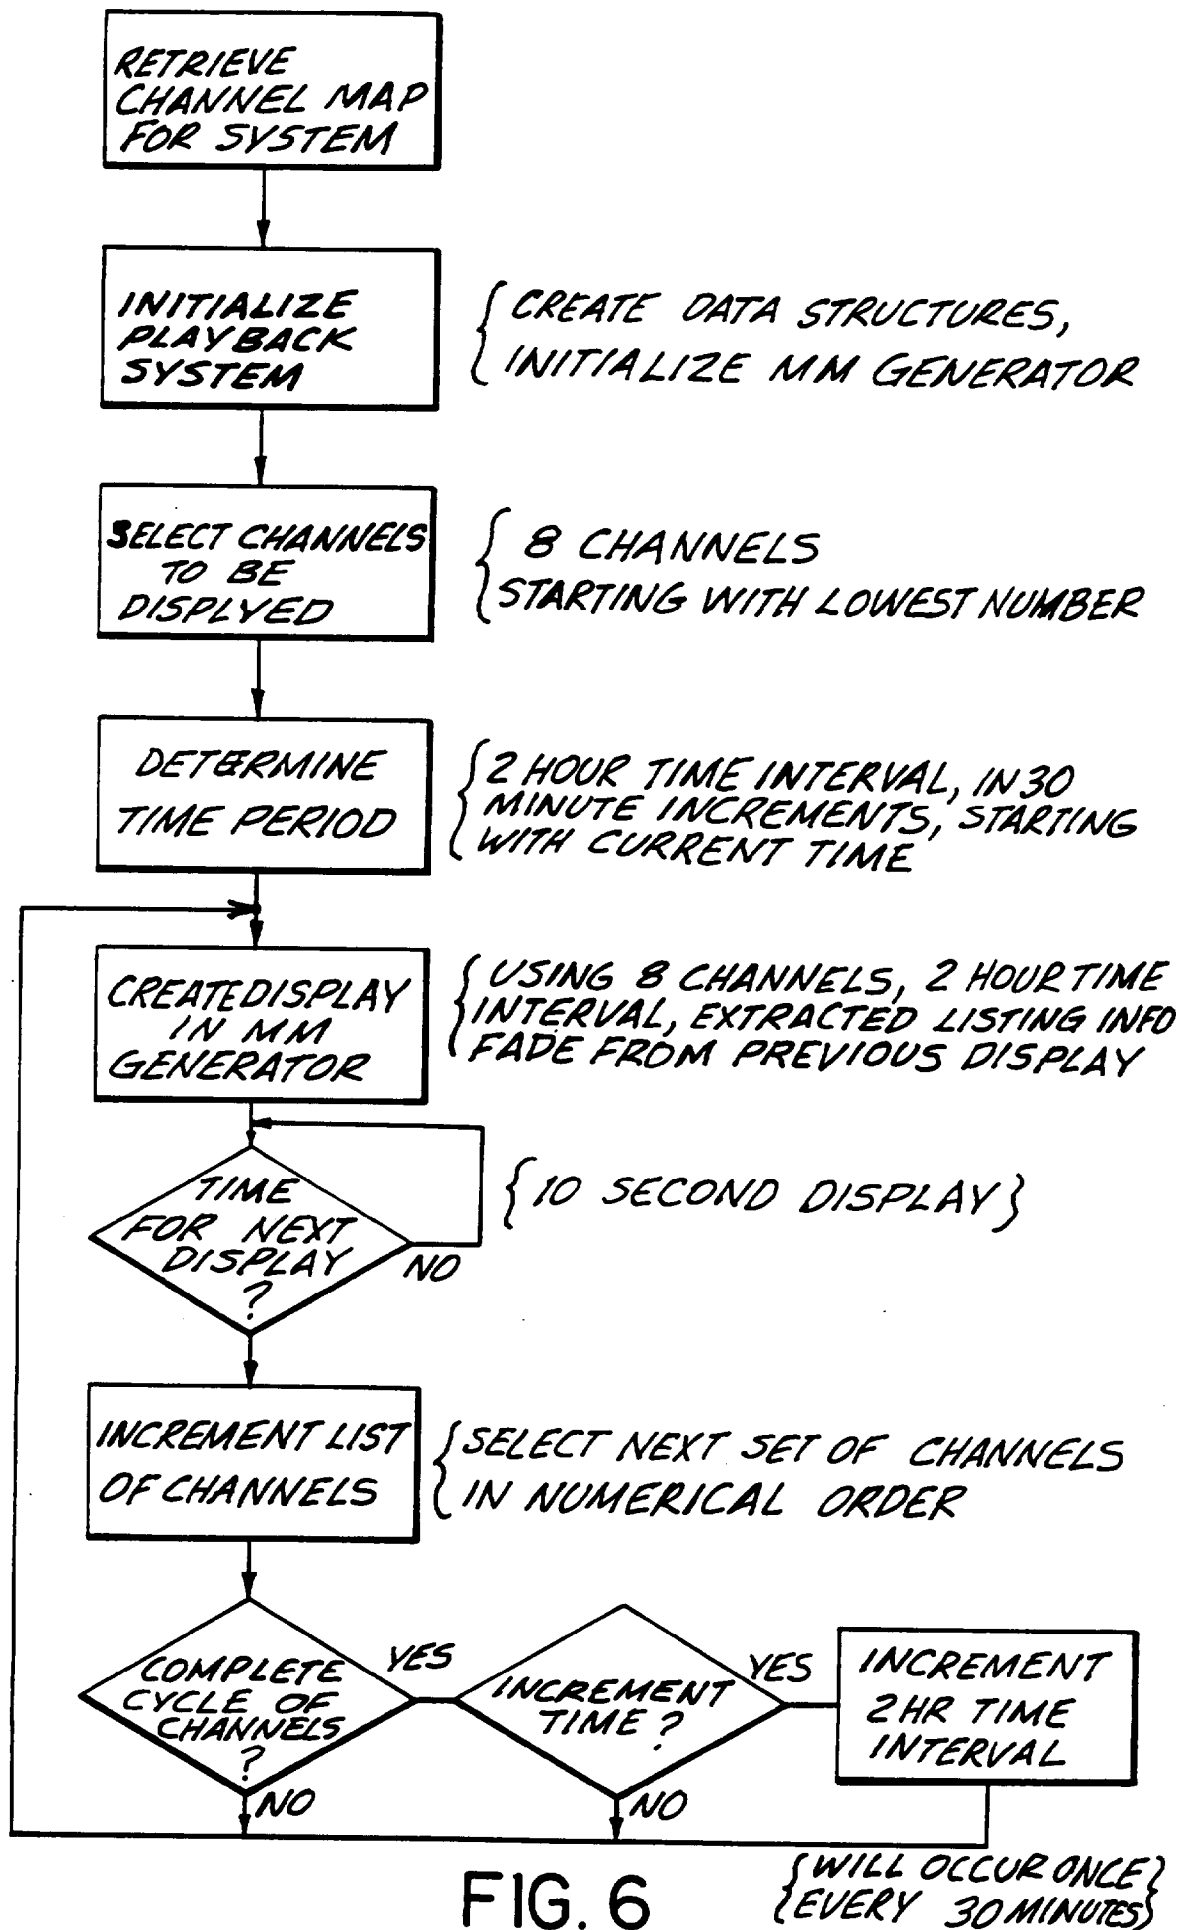 RETRIEVE
CHANNEL MAP
FOR SYSTEM
INITIALIZE
PLAYBACK
SYSTEM
{ CREATE DATA STRUCTURES,
INITIALIZE MM GENERATOR
SELECT CHANNELS
TO BE
DISPLYED
{ 8 CHANNELS
STARTING WITH LOWEST NUMBER
DETERMINE
TIME PERIOD
{ 2 HOUR TIME INTERVAL, IN 30
MINUTE INCREMENTS, STARTING
WITH CURRENT TIME
CREATE DISPLAY
IN MM
GENERATOR
{ USING 8 CHANNELS, 2 HOUR TIME
INTERVAL, EXTRACTED LISTING INFO
FADE FROM PREVIOUS DISPLAY
TIME
FOR NEXT
DISPLAY
?
NO
{ 10 SECOND DISPLAY }
INCREMENT LIST
OF CHANNELS
{ SELECT NEXT SET OF CHANNELS
IN NUMERICAL ORDER
COMPLETE
CYCLE OF
CHANNELS
?
YES
NO
INCREMENT
TIME ?
YES
NO
INCREMENT
2 HR TIME
INTERVAL
{ WILL OCCUR ONCE }
{ EVERY 30 MINUTES }
FIG. 6